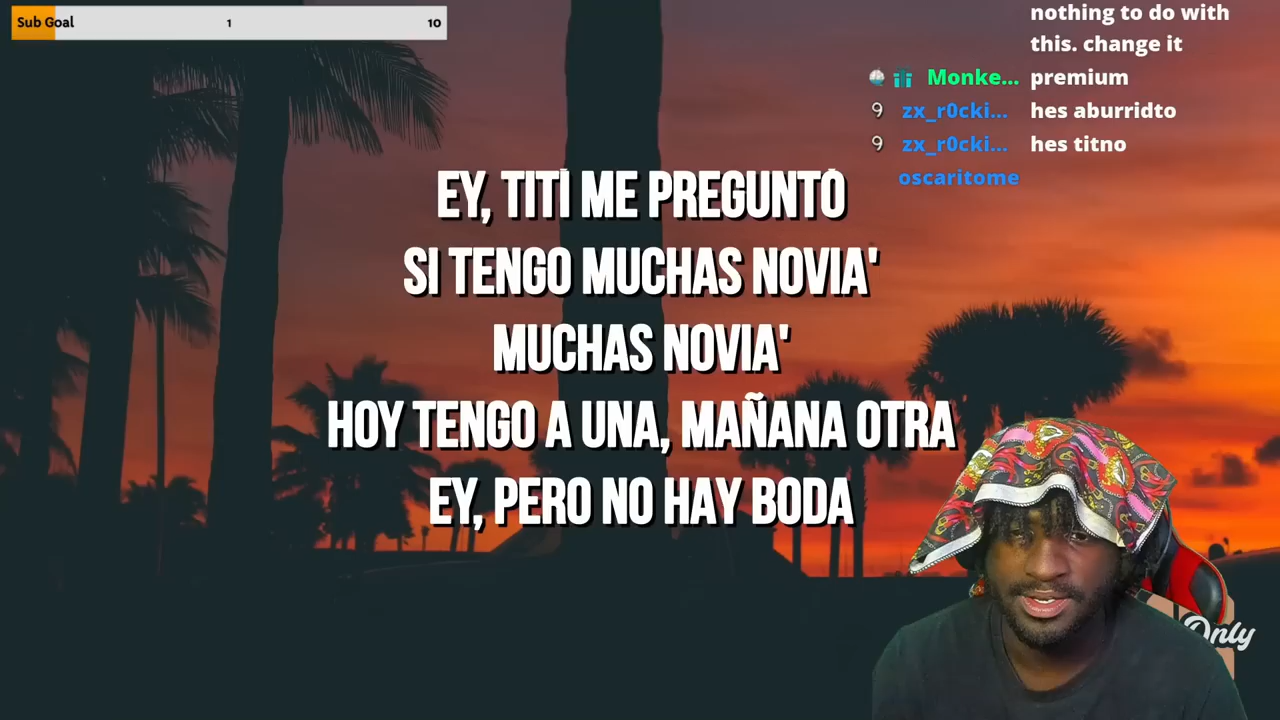 Sub Goal 1 10
nothing to do with
this. change it
Monke... premium
zx_r0cki... hes aburridto
zx_r0cki... hes titno
oscaritome
EY, TITÍ ME PREGUNTÓ
SI TENGO MUCHAS NOVIA'
MUCHAS NOVIA'
HOY TENGO A UNA, MAÑANA OTRA
EY, PERO NO HAY BODA
Only